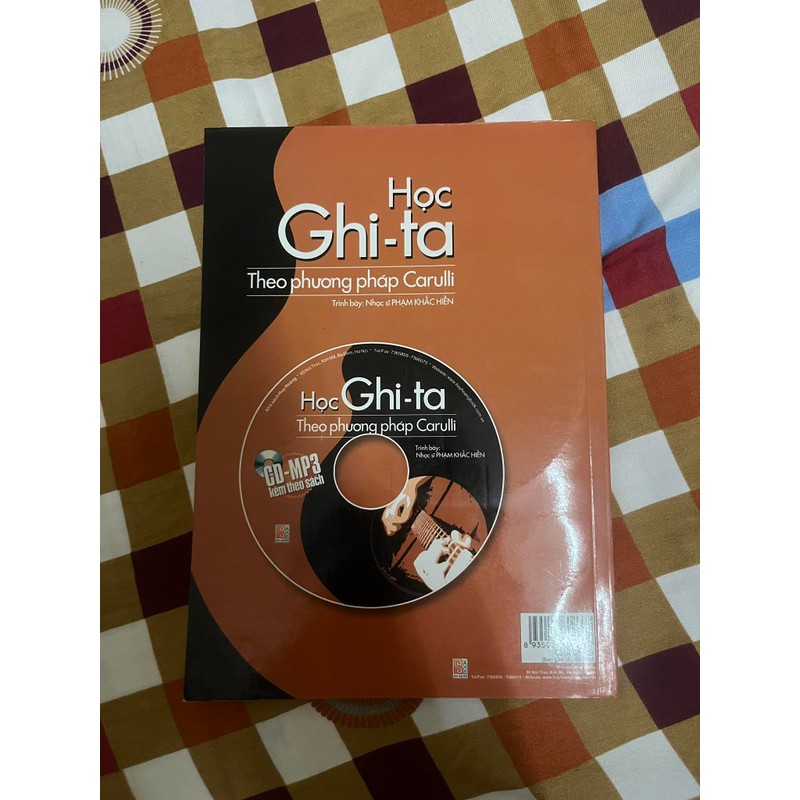 Học
Ghi-ta
Theo phương pháp Carulli
Trình bày: Nhạc sĩ PHẠM KHẮC HIỀN
Học Ghi-ta
Theo phương pháp Carulli
Trình bày:
Nhạc sĩ PHẠM KHẮC HIỀN
CD-MP3
kèm theo sách